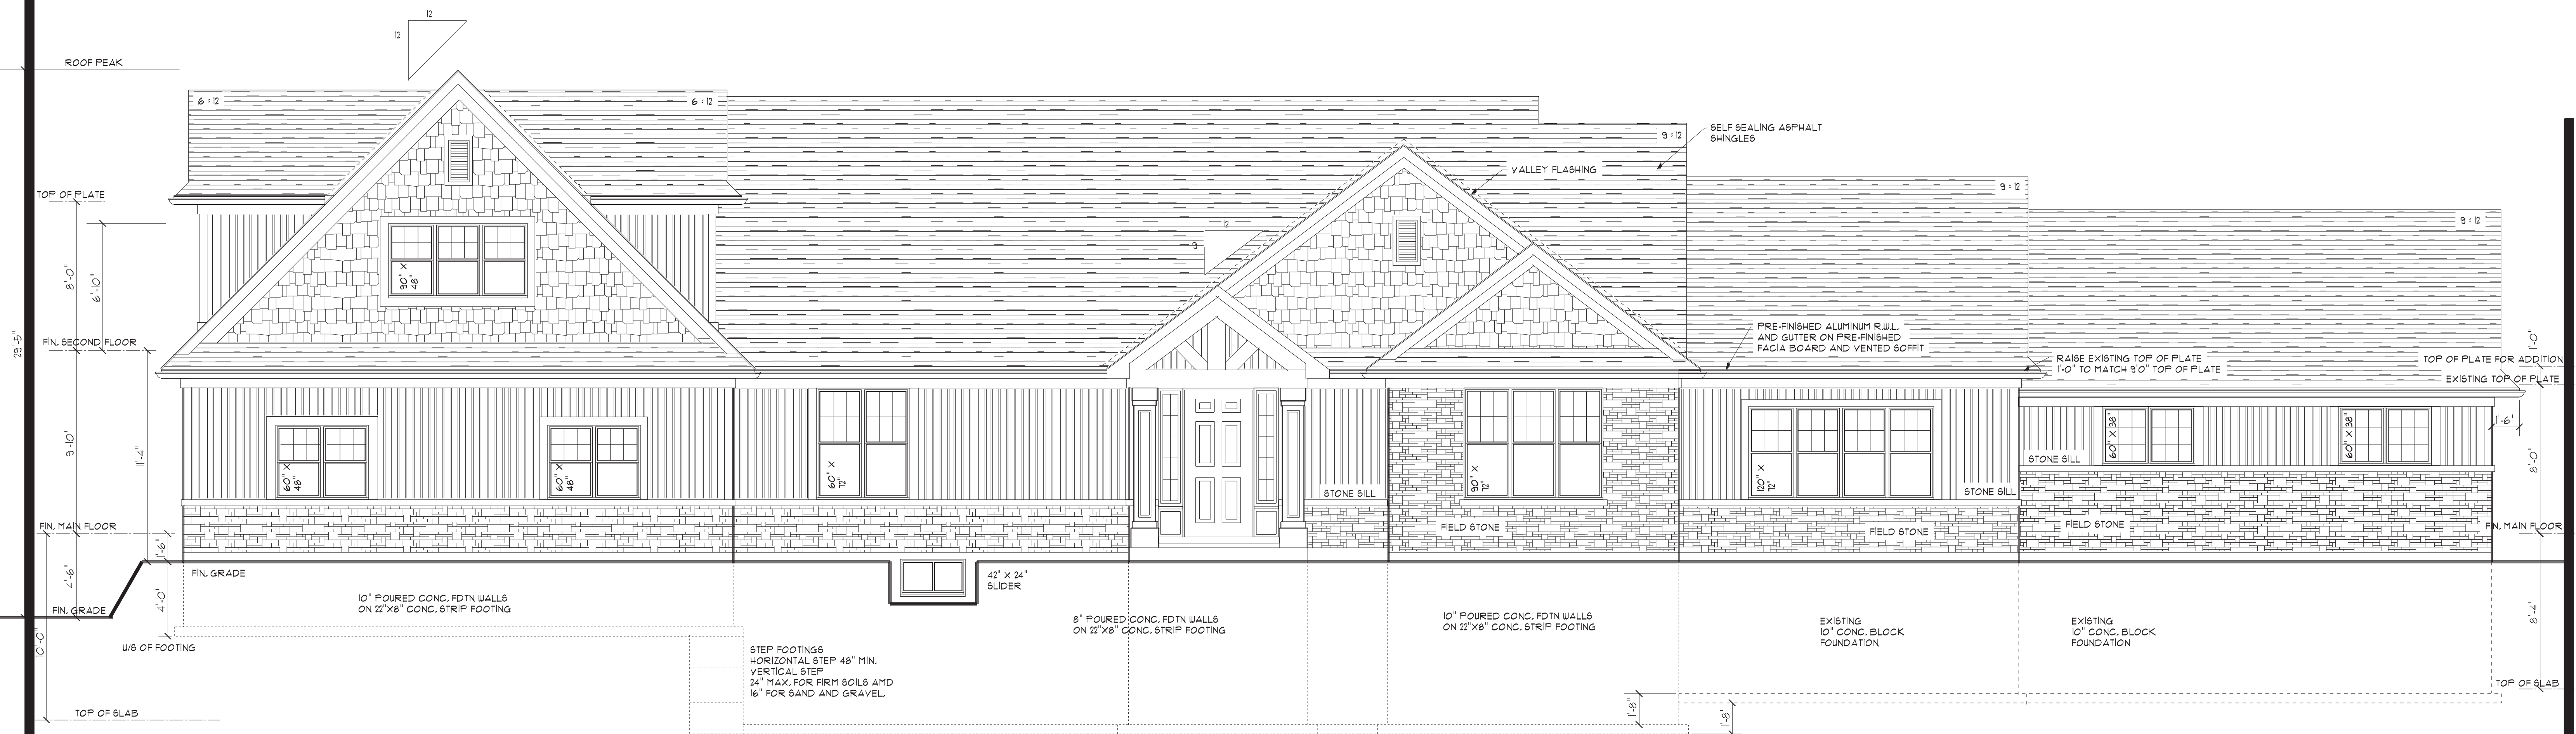 12
12
ROOF PEAK
6 : 12
6 : 12
9 : 12
SELF SEALING ASPHALT
SHINGLES
VALLEY FLASHING
9 : 12
TOP OF PLATE
12
9
9 : 12
8'-0"
6'-10"
90" X
48"
29'-5"
FIN. SECOND FLOOR
PRE-FINISHED ALUMINUM R.W.L.
AND GUTTER ON PRE-FINISHED
FACIA BOARD AND VENTED SOFFIT
RAISE EXISTING TOP OF PLATE
1'-0" TO MATCH 9'0" TOP OF PLATE
1'-0"
TOP OF PLATE FOR ADDITION
EXISTING TOP OF PLATE
9'-10"
11'-4"
60" X
48"
60" X
48"
60" X
72"
90" X
72"
120" X
72"
60" X 38"
60" X 38"
1'-6"
STONE SILL
STONE SILL
STONE SILL
8'-0"
FIN. MAIN FLOOR
FIELD STONE
FIELD STONE
FIELD STONE
FIN. MAIN FLOOR
1'-6"
FIN. GRADE
4'-6"
4'-0"
FIN. GRADE
42" X 24"
SLIDER
10" POURED CONC. FDTN WALLS
ON 22"X8" CONC. STRIP FOOTING
8" POURED CONC. FDTN WALLS
ON 22"X8" CONC. STRIP FOOTING
10" POURED CONC. FDTN WALLS
ON 22"X8" CONC. STRIP FOOTING
EXISTING
10" CONC. BLOCK
FOUNDATION
EXISTING
10" CONC. BLOCK
FOUNDATION
8'-4"
10'-0"
U/S OF FOOTING
STEP FOOTINGS
HORIZONTAL STEP 48" MIN.
VERTICAL STEP
24" MAX. FOR FIRM SOILS AMD
16" FOR SAND AND GRAVEL.
TOP OF SLAB
TOP OF SLAB
1'-8"
1'-8"